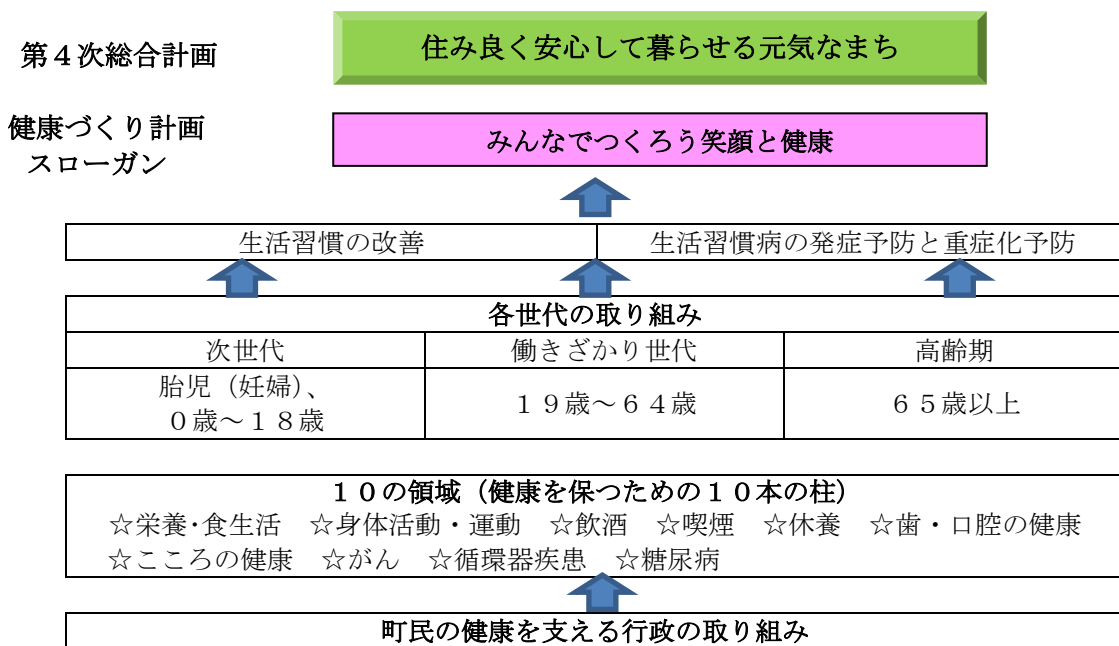 第４次総合計画
住み良く安心して暮らせる元気なまち
健康づくり計画
スローガン
みんなでつくろう笑顔と健康
生活習慣の改善
生活習慣病の発症予防と重症化予防
各世代の取り組み
次世代
働きざかり世代
高齢期
胎児（妊婦）、
０歳～１８歳
１９歳～６４歳
６５歳以上
１０の領域（健康を保つための１０本の柱）
☆栄養・食生活　☆身体活動・運動　☆飲酒　☆喫煙　☆休養　☆歯・口腔の健康
☆こころの健康　☆がん　☆循環器疾患　☆糖尿病
町民の健康を支える行政の取り組み